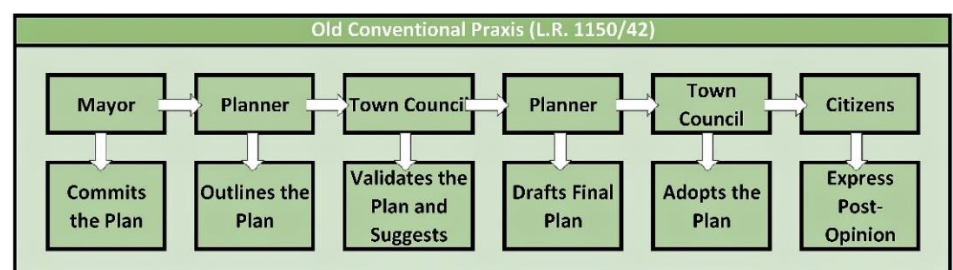 Old Conventional Praxis (L.R. 1150/42)
Mayor
Planner
Town Council
Planner
Town
Council
Citizens
Commits
the Plan
Outlines the
Plan
Validates the
Plan and
Suggests
Drafts Final
Plan
Adopts the
Plan
Express
Post-
Opinion